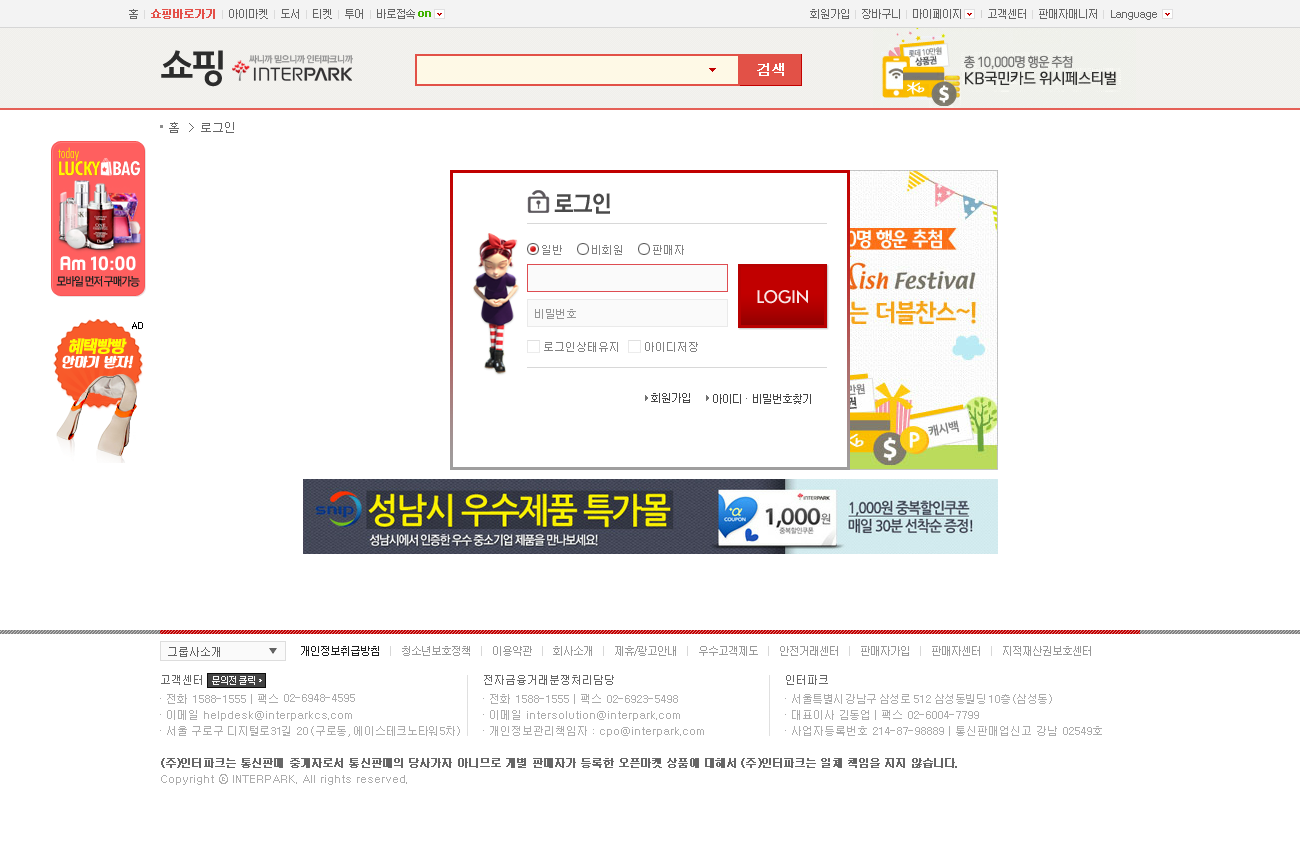 홈 쇼핑바로가기 아이마켓 도서 티켓 투어 바로접속 on 회원가입 장바구니 마이페이지 고객센터 판매자매니저 Language
쇼핑 싸니까 믿으니까 인터파크니까
INTERPARK
검색
롯데 10만원
상품권
총 10,000명 행운 추첨
KB국민카드 위시페스티벌
홈 > 로그인
today
LUCKY BAG
Am 10:00
모바일 먼저 구매가능
AD
혜택빵빵
안마기 받자!
로그인
일반 비회원 판매자
비밀번호
LOGIN
로그인상태유지 아이디저장
회원가입 아이디 · 비밀번호찾기
0명 행운 추첨
ish Festival
는 더블찬스~!
만원
권
캐시백
P
$
snip 성남시 우수제품 특가몰
성남시에서 인증한 우수 중소기업 제품을 만나보세요!
INTERPARK
α COUPON 1,000원
중복할인쿠폰
1,000원 중복할인쿠폰
매일 30분 선착순 증정!
그룹사소개 개인정보취급방침 청소년보호정책 이용약관 회사소개 제휴/광고안내 우수고객제도 안전거래센터 판매자가입 판매자센터 지적재산권보호센터
고객센터 문의전 클릭
· 전화 1588-1555 | 팩스 02-6948-4595
· 이메일 helpdesk@interparkcs.com
· 서울 구로구 디지털로31길 20 (구로동, 에이스테크노타워5차)
전자금융거래분쟁처리담당
· 전화 1588-1555 | 팩스 02-6923-5498
· 이메일 intersolution@interpark.com
· 개인정보관리책임자 : cpo@interpark.com
인터파크
· 서울특별시 강남구 삼성로 512 삼성동빌딩 10층 (삼성동)
· 대표이사 김동업 | 팩스 02-6004-7799
· 사업자등록번호 214-87-98889 | 통신판매업신고 강남 02549호
(주)인터파크는 통신판매 중개자로서 통신판매의 당사가자 아니므로 개별 판매자가 등록한 오픈마켓 상품에 대해서 (주)인터파크는 일체 책임을 지지 않습니다.
Copyright ⓒ INTERPARK. All rights reserved.